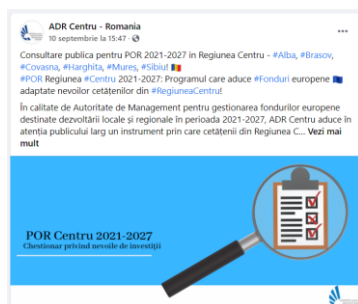 ADR Centru - Romania
10 septembrie la 15:47 ·
Consultare publica pentru POR 2021-2027 in Regiunea Centru - #Alba, #Brasov,
#Covasna, #Harghita, #Mureș, #Sibiu!
#POR Regiunea #Centru 2021-2027: Programul care aduce #Fonduri europene
adaptate nevoilor cetățenilor din #RegiuneaCentru!
În calitate de Autoritate de Management pentru gestionarea fondurilor europene
destinate dezvoltării locale și regionale în perioada 2021-2027, ADR Centru aduce în
atenția publicului larg un instrument prin care cetățenii din Regiunea C... Vezi mai
mult
POR Centru 2021-2027
Chestionar privind nevoile de investiții